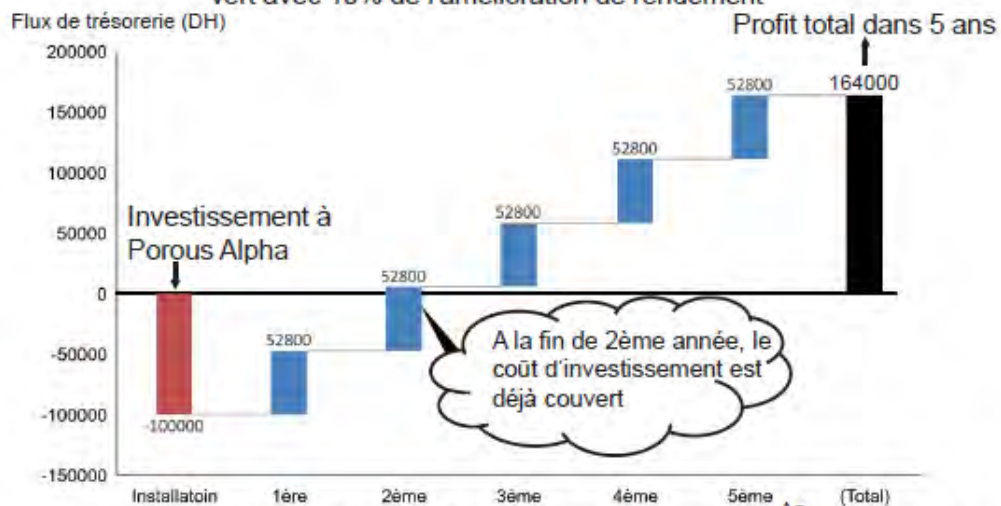 Flux de trésorerie (DH)
Profit total dans 5 ans
200000
150000
100000
50000
0
-50000
-100000
-150000
Investissement à
Porous Alpha
-100000
52800
52800
52800
52800
52800
164000
A la fin de 2ème année, le
coût d'investissement est
déjà couvert
Installatoin
1ère
2ème
3ème
4ème
5ème
(Total)